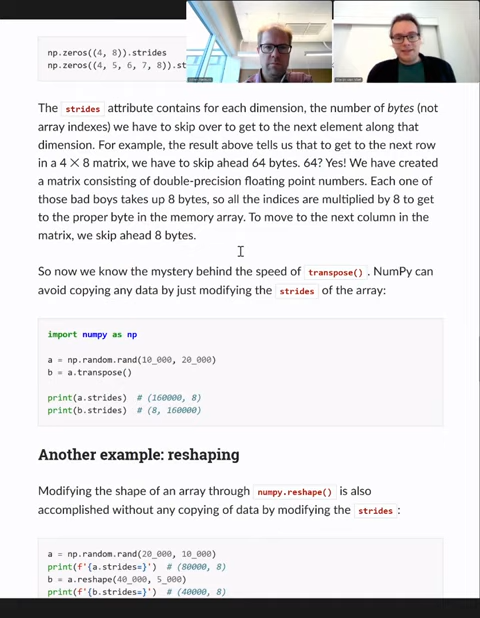 np.zeros((4, 8)).strides
np.zeros((4, 5, 6, 7, 8)).st
The strides attribute contains for each dimension, the number of bytes (not
array indexes) we have to skip over to get to the next element along that
dimension. For example, the result above tells us that to get to the next row
in a 4 × 8 matrix, we have to skip ahead 64 bytes. 64? Yes! We have created
a matrix consisting of double-precision floating point numbers. Each one of
those bad boys takes up 8 bytes, so all the indices are multiplied by 8 to get
to the proper byte in the memory array. To move to the next column in the
matrix, we skip ahead 8 bytes.
So now we know the mystery behind the speed of transpose(). NumPy can
avoid copying any data by just modifying the strides of the array:
import numpy as np
a = np.random.rand(10_000, 20_000)
b = a.transpose()
print(a.strides)  # (160000, 8)
print(b.strides)  # (8, 160000)
Another example: reshaping
Modifying the shape of an array through numpy.reshape() is also
accomplished without any copying of data by modifying the strides :
a = np.random.rand(20_000, 10_000)
print(f'{a.strides=}')  # (80000, 8)
b = a.reshape(40_000, 5_000)
print(f'{b.strides=}')  # (40000, 8)